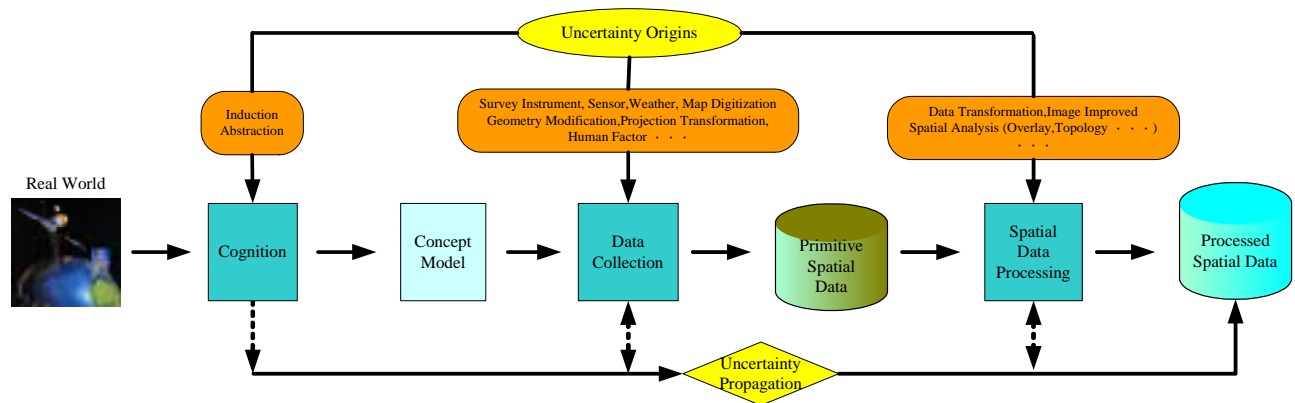 Uncertainty Origins
Induction
Abstraction
Survey Instrument, Sensor,Weather, Map Digitization
Geometry Modification,Projection Transformation,
Human Factor · · ·
Data Transformation,Image Improved
Spatial Analysis (Overlay,Topology · · · )
· · ·
Real World
Cognition
Concept
Model
Data
Collection
Primitive
Spatial
Data
Spatial
Data
Processing
Processed
Spatial Data
Uncertainty
Propagation